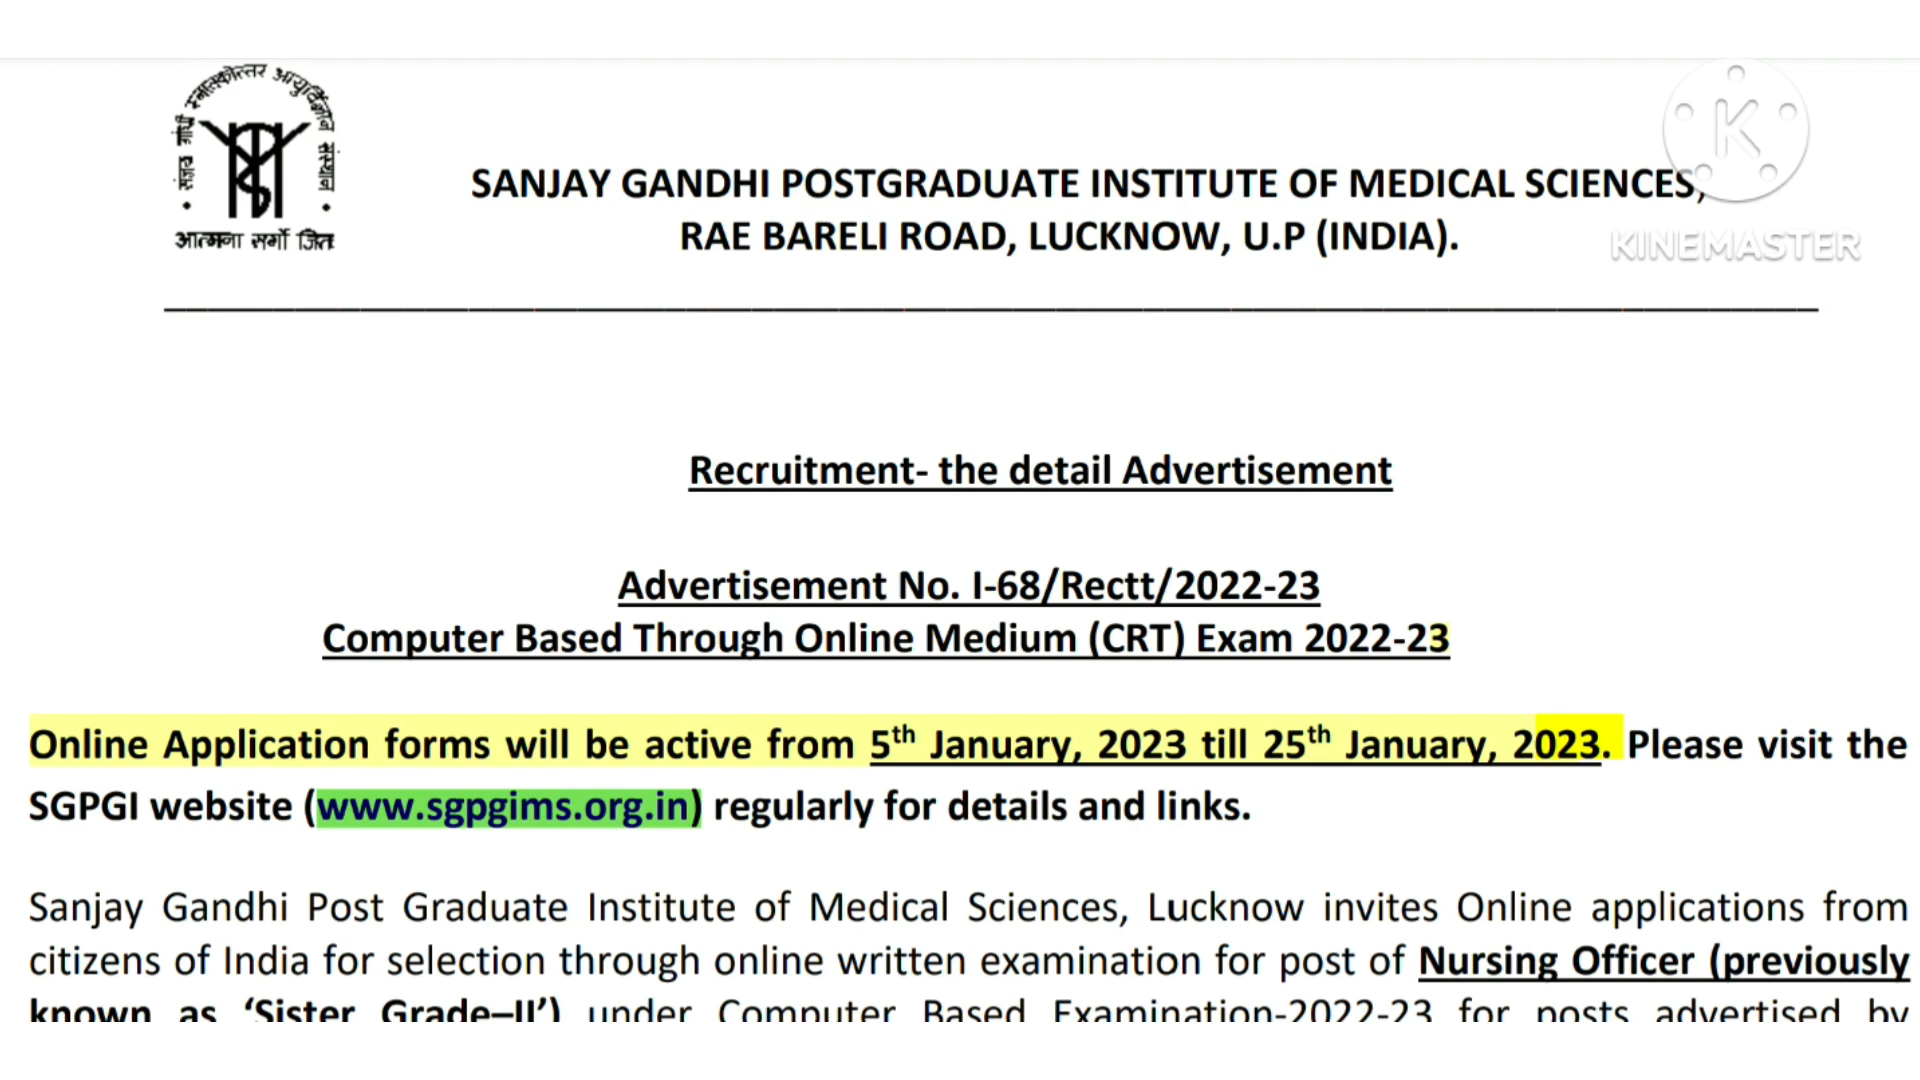 संजय गांधी स्नातकोत्तर आयुर्विज्ञान संस्थान
SANJAY GANDHI POSTGRADUATE INSTITUTE OF MEDICAL SCIENCES,
RAE BARELI ROAD, LUCKNOW, U.P (INDIA).
K
KINEMASTER
Recruitment- the detail Advertisement
Advertisement No. I-68/Rectt/2022-23
Computer Based Through Online Medium (CRT) Exam 2022-23
Online Application forms will be active from 5th January, 2023 till 25th January, 2023. Please visit the
SGPGI website (www.sgpgims.org.in) regularly for details and links.
Sanjay Gandhi Post Graduate Institute of Medical Sciences, Lucknow invites Online applications from
citizens of India for selection through online written examination for post of Nursing Officer (previously
known as ‘Sister Grade–II’) under Computer Based Examination-2022-23 for posts advertised by